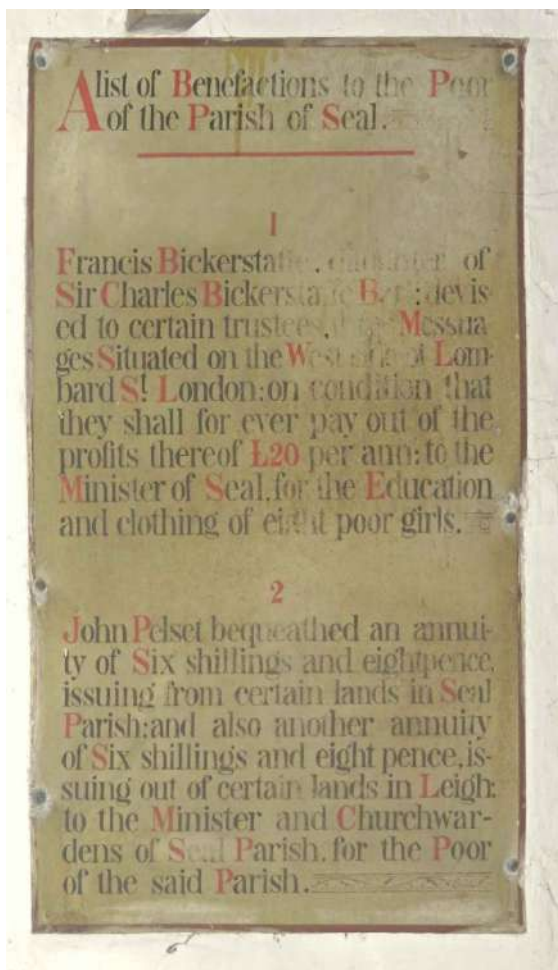 A list of Benefactions to the Poor
of the Parish of Seal.
1
Francis Bickerstaffe, daughter of
Sir Charles Bickerstaffe : devis
ed to certain trustees, Messua
ges Situated on the West side of Lom-
bard St. London: on condition that
they shall for ever pay out of the
profits thereof £20 per ann: to the
Minister of Seal, for the Education
and clothing of eight poor girls.
2
John Pelset bequeathed an annui-
ty of Six shillings and eightpence,
issuing from certain lands in Seal
Parish: and also another annuity
of Six shillings and eight pence, is-
suing out of certain lands in Leigh:
to the Minister and Churchwar-
dens of Seal Parish, for the Poor
of the said Parish.